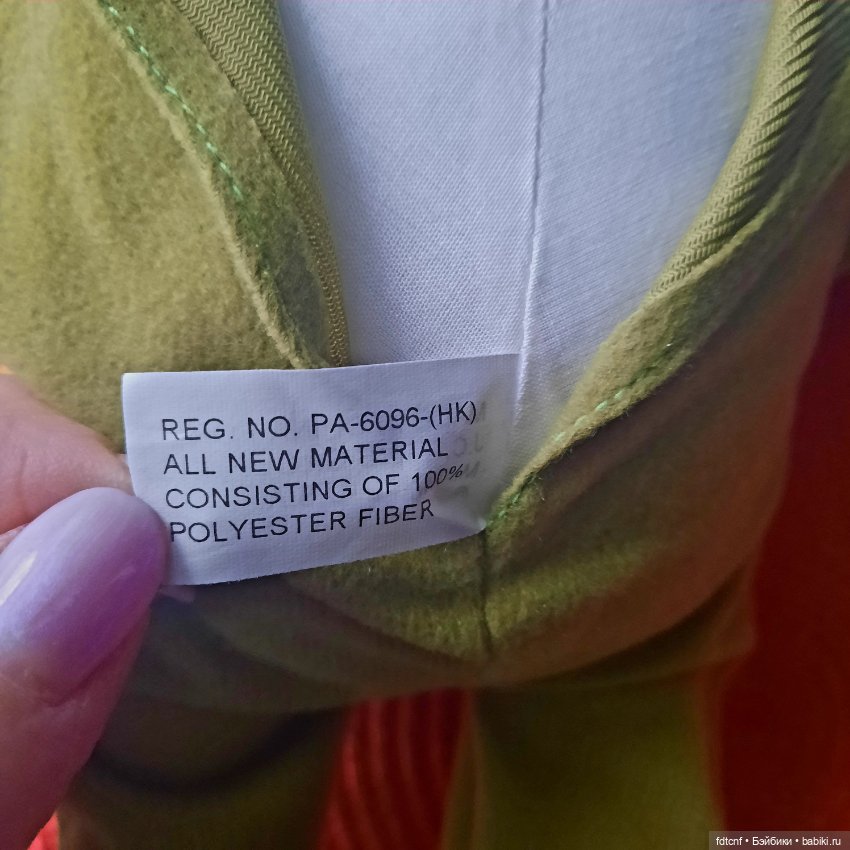 REG. NO. PA-6096-(HK)
ALL NEW MATERIAL
CONSISTING OF 100%
POLYESTER FIBER
fdtcnf • Бэйбики • babiki.ru